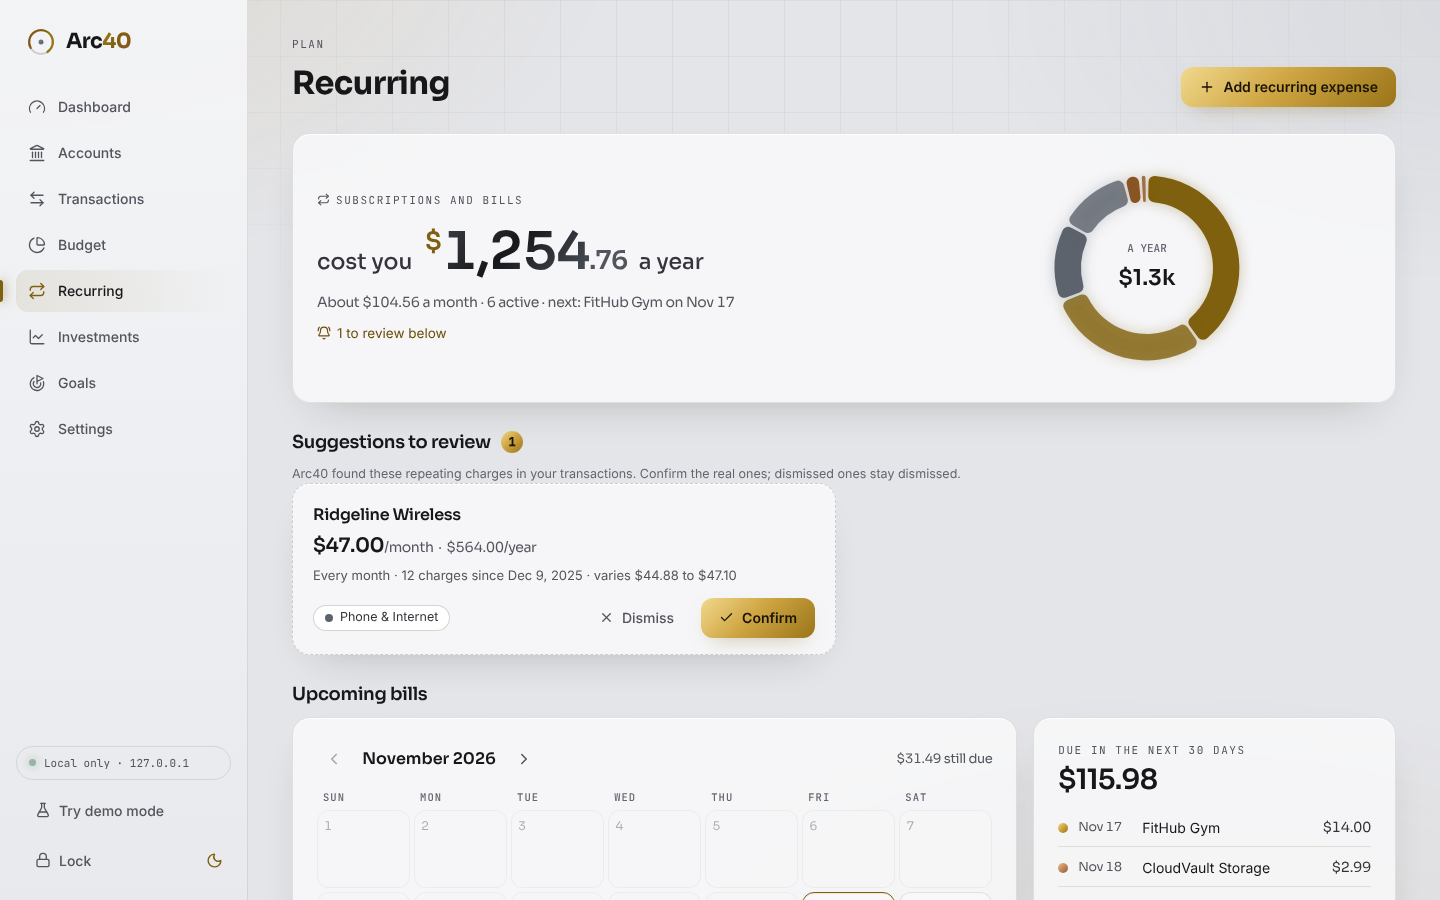 Arc40
Dashboard
Accounts
Transactions
Budget
Recurring
Investments
Goals
Settings
Local only · 127.0.0.1
Try demo mode
Lock
PLAN
Recurring
+ Add recurring expense
SUBSCRIPTIONS AND BILLS
cost you $1,254.76 a year
About $104.56 a month · 6 active · next: FitHub Gym on Nov 17
1 to review below
A YEAR
$1.3k
Suggestions to review 1
Arc40 found these repeating charges in your transactions. Confirm the real ones; dismissed ones stay dismissed.
Ridgeline Wireless
$47.00/month · $564.00/year
Every month · 12 charges since Dec 9, 2025 · varies $44.88 to $47.10
Phone & Internet
Dismiss
Confirm
Upcoming bills
November 2026
$31.49 still due
SUN MON TUE WED THU FRI SAT
1 2 3 4 5 6 7
DUE IN THE NEXT 30 DAYS
$115.98
Nov 17 FitHub Gym $14.00
Nov 18 CloudVault Storage $2.99